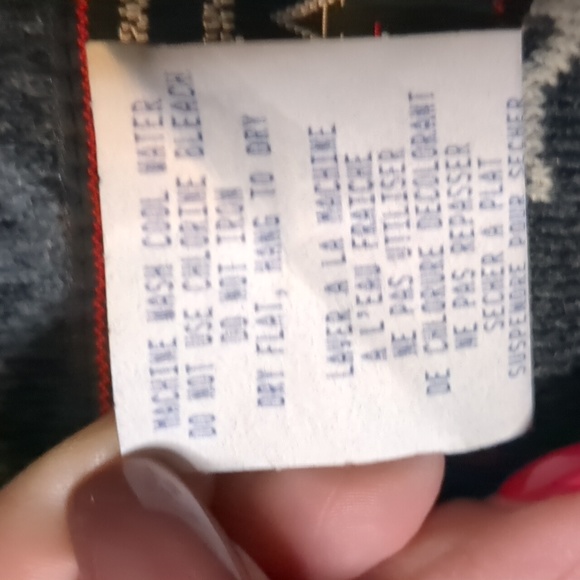 MACHINE WASH COOL WATER
DO NOT USE CHLORINE BLEACH
DO NOT IRON
DRY FLAT, HANG TO DRY
LAVER A LA MACHINE
A L'EAU FRAICHE
NE PAS UTILISER
DE CHLORURE DECOLORANT
NE PAS REPASSER
SECHER A PLAT
SUSPENDRE POUR SECHER